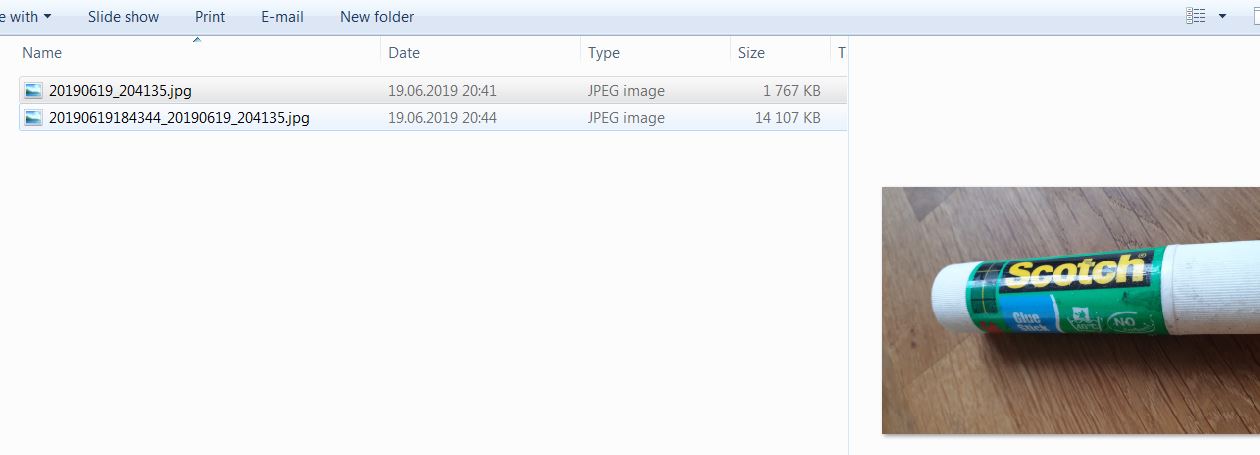 e with Slide show Print E-mail New folder
Name Date Type Size T
20190619_204135.jpg 19.06.2019 20:41 JPEG image 1 767 KB
20190619184344_20190619_204135.jpg 19.06.2019 20:44 JPEG image 14 107 KB
Scotch®
Glue
Stick
40°C
NO